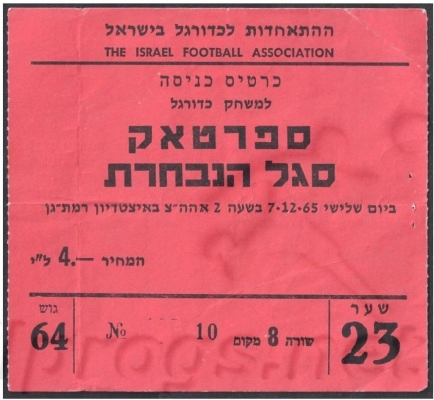 ההתאחדות לכדורגל בישראל
THE ISRAEL FOOTBALL ASSOCIATION
כרטיס כניסה
למשחק כדורגל
ספרטאק
סגל הנבחרת
ביום שלישי 7.12.65 בשעה 2 אהה״צ באיצטדיון רמת־גן
המחיר —.4 ל״י
שער
23
שורה 8 מקום 10
№
גוש
64